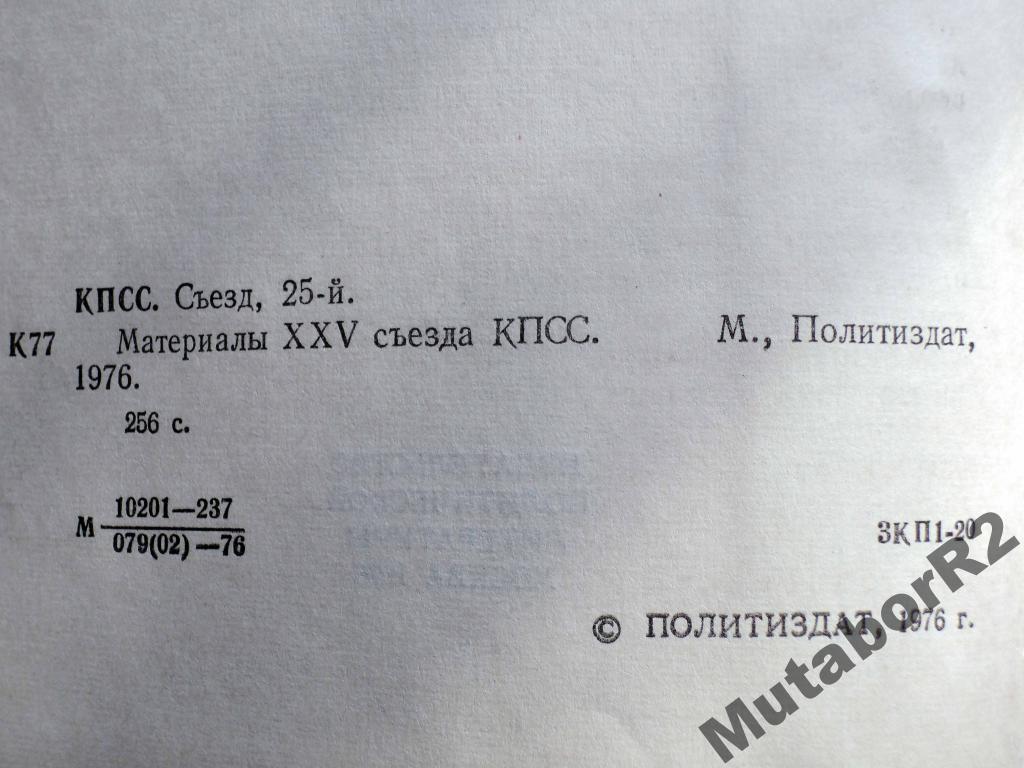 КПСС. Съезд, 25-й.
К77 Материалы XXV съезда КПСС. М., Политиздат,
1976.
256 с.
М 10201—237
079(02)—76
ЗКП1-20
© ПОЛИТИЗДАТ, 1976 г.
MutaborR2